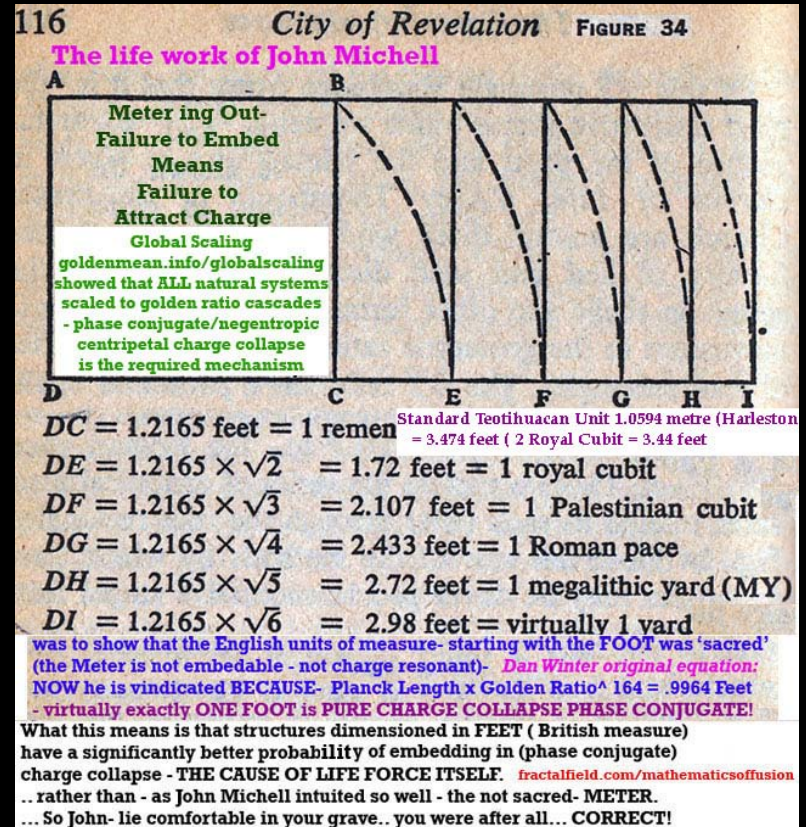 116
City of Revelation FIGURE 34
The life work of John Michell
A
B
Meter ing Out-
Failure to Embed
Means
Failure to
Attract Charge
Global Scaling
goldenmean.info/globalscaling
showed that ALL natural systems
scaled to golden ratio cascades
- phase conjugate/negentropic
centripetal charge collapse
is the required mechanism
D C E F G H I
DC = 1.2165 feet = 1 remen
Standard Teotihuacan Unit 1.0594 metre (Harleston
= 3.474 feet ( 2 Royal Cubit = 3.44 feet
DE = 1.2165 × √2 = 1.72 feet = 1 royal cubit
DF = 1.2165 × √3 = 2.107 feet = 1 Palestinian cubit
DG = 1.2165 × √4 = 2.433 feet = 1 Roman pace
DH = 1.2165 × √5 = 2.72 feet = 1 megalithic yard (MY)
DI = 1.2165 × √6 = 2.98 feet = virtually 1 yard
was to show that the English units of measure- starting with the FOOT was 'sacred'
(the Meter is not embedable - not charge resonant)- Dan Winter original equation:
NOW he is vindicated BECAUSE- Planck Length x Golden Ratio^ 164 = .9964 Feet
- virtually exactly ONE FOOT is PURE CHARGE COLLAPSE PHASE CONJUGATE!
What this means is that structures dimensioned in FEET ( British measure)
have a significantly better probability of embedding in (phase conjugate)
charge collapse - THE CAUSE OF LIFE FORCE ITSELF. fractalfield.com/mathematicsoffusion
.. rather than - as John Michell intuited so well - the not sacred- METER.
... So John- lie comfortable in your grave.. you were after all... CORRECT!